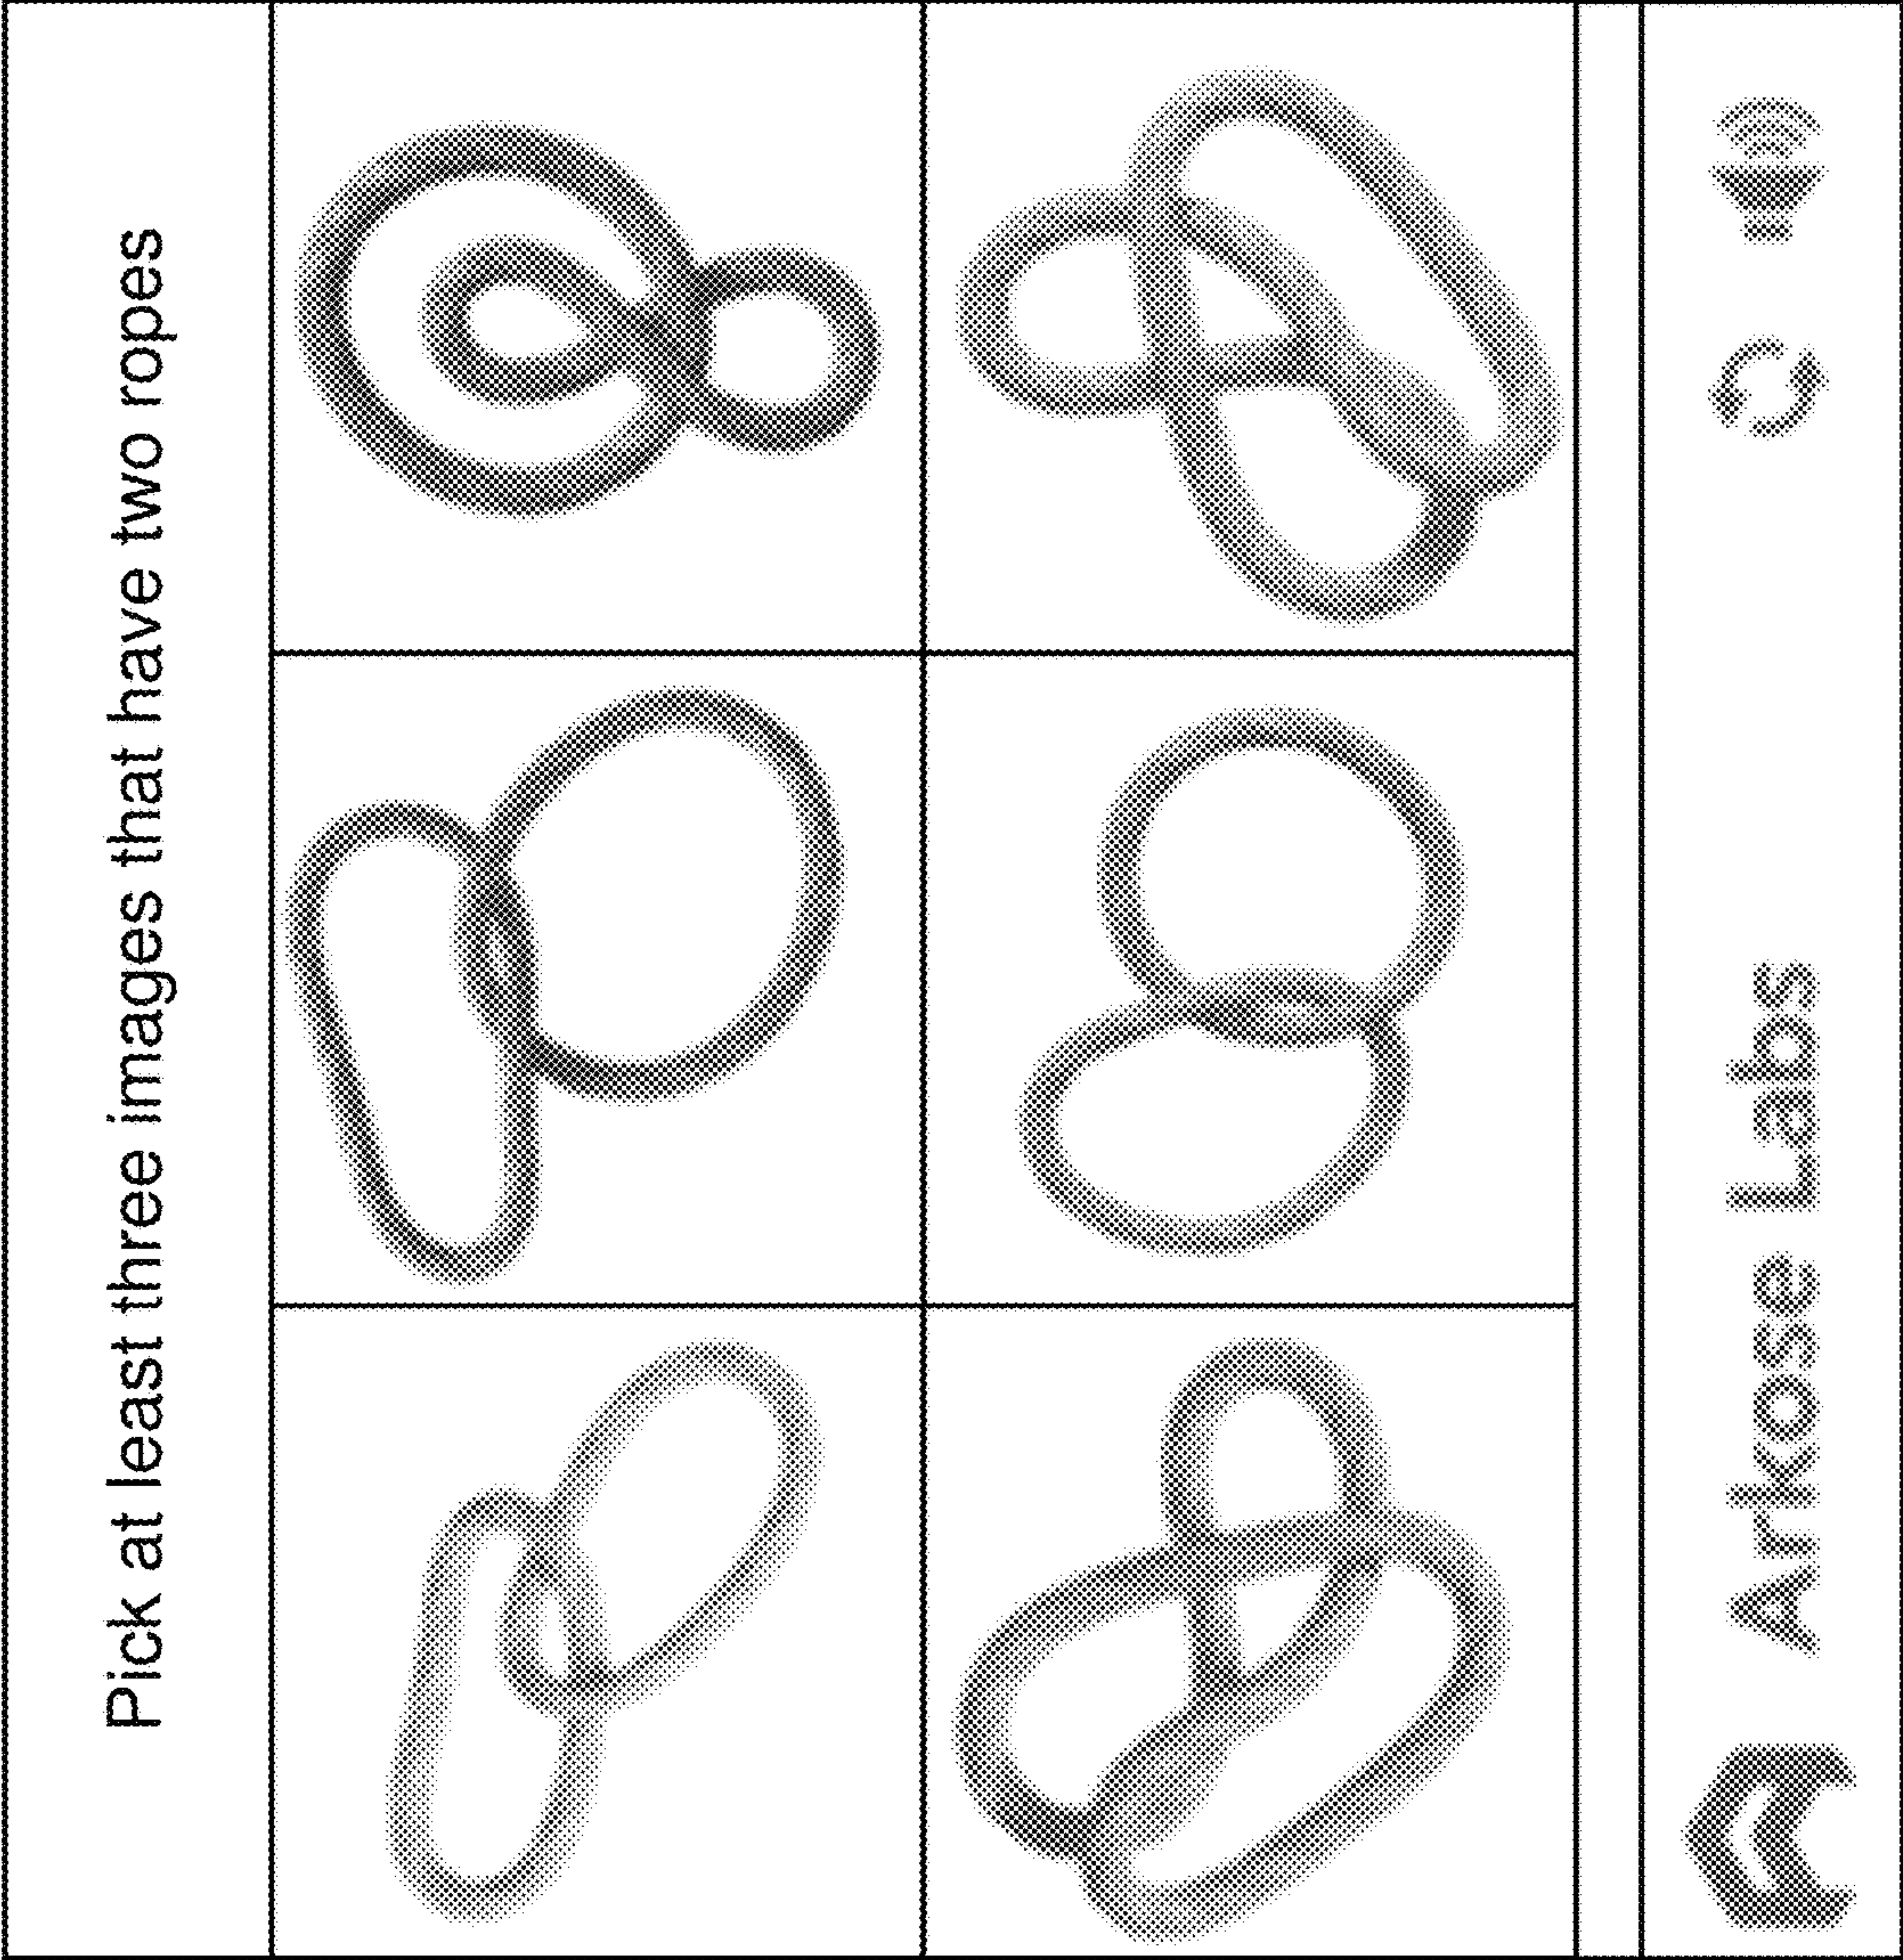 Pick at least three images that have two ropes
Arkose Labs